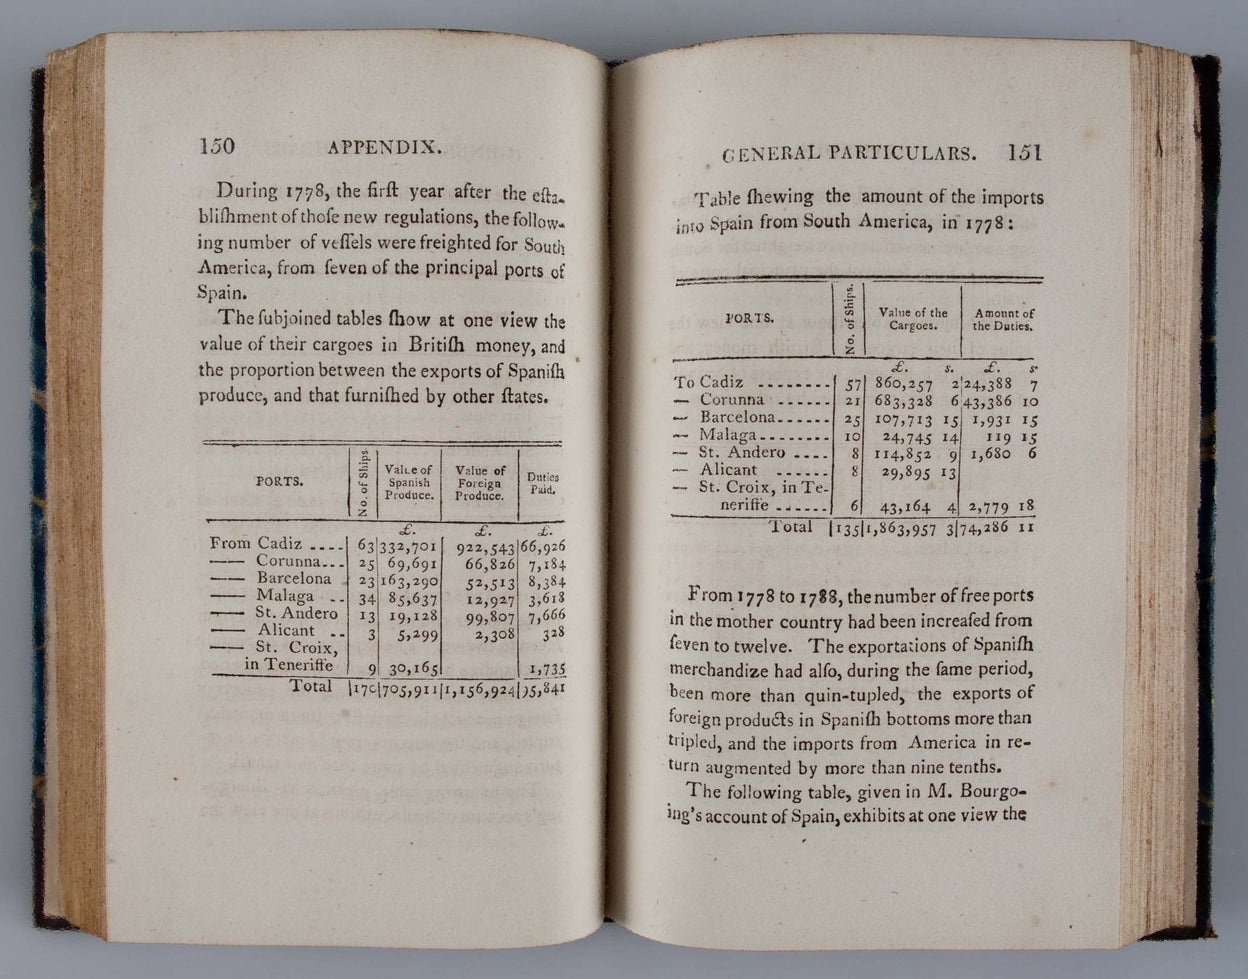 150 APPENDIX.
During 1778, the firſt year after the eſta-
bliſhment of thoſe new regulations, the follow-
ing number of veſſels were freighted for South
America, from ſeven of the principal ports of
Spain.
The ſubjoined tables ſhow at one view the
value of their cargoes in Britiſh money, and
the proportion between the exports of Spaniſh
produce, and that furniſhed by other ſtates.
PORTS. No. of Ships. Value of Spanish Produce. Value of Foreign Produce. Duties Paid.
£. £. £.
From Cadiz .... 63 332,701 922,543 66,926
—— Corunna... 25 69,691 66,826 7,184
—— Barcelona 23 163,290 52,513 8,384
—— Malaga .. 34 85,637 12,927 3,613
—— St. Andero 13 19,128 99,807 7,666
—— Alicant .. 3 5,299 2,308 328
—— St. Croix,
in Teneriffe 9 30,165 1,735
Total 170 705,911 1,156,924 95,841
GENERAL PARTICULARS. 151
Table ſhewing the amount of the imports
into Spain from South America, in 1778:
PORTS. No. of Ships. Value of the Cargoes. Amount of the Duties.
£. s. £. s.
To Cadiz ........ 57 860,257 2 24,388 7
— Corunna ...... 21 683,328 6 43,386 10
— Barcelona....... 25 107,713 15 1,931 15
— Malaga........ 10 24,745 14 119 15
— St. Andero .... 8 114,852 9 1,680 6
— Alicant ...... 8 29,895 13
— St. Croix, in Te-
neriffe ...... 6 43,164 4 2,779 18
Total 135 1,863,957 3 74,286 11
From 1778 to 1788, the number of free ports
in the mother country had been increaſed from
ſeven to twelve. The exportations of Spaniſh
merchandize had alſo, during the ſame period,
been more than quin-tupled, the exports of
foreign products in Spaniſh bottoms more than
tripled, and the imports from America in re-
turn augmented by more than nine tenths.
The following table, given in M. Bourgo-
ing's account of Spain, exhibits at one view the